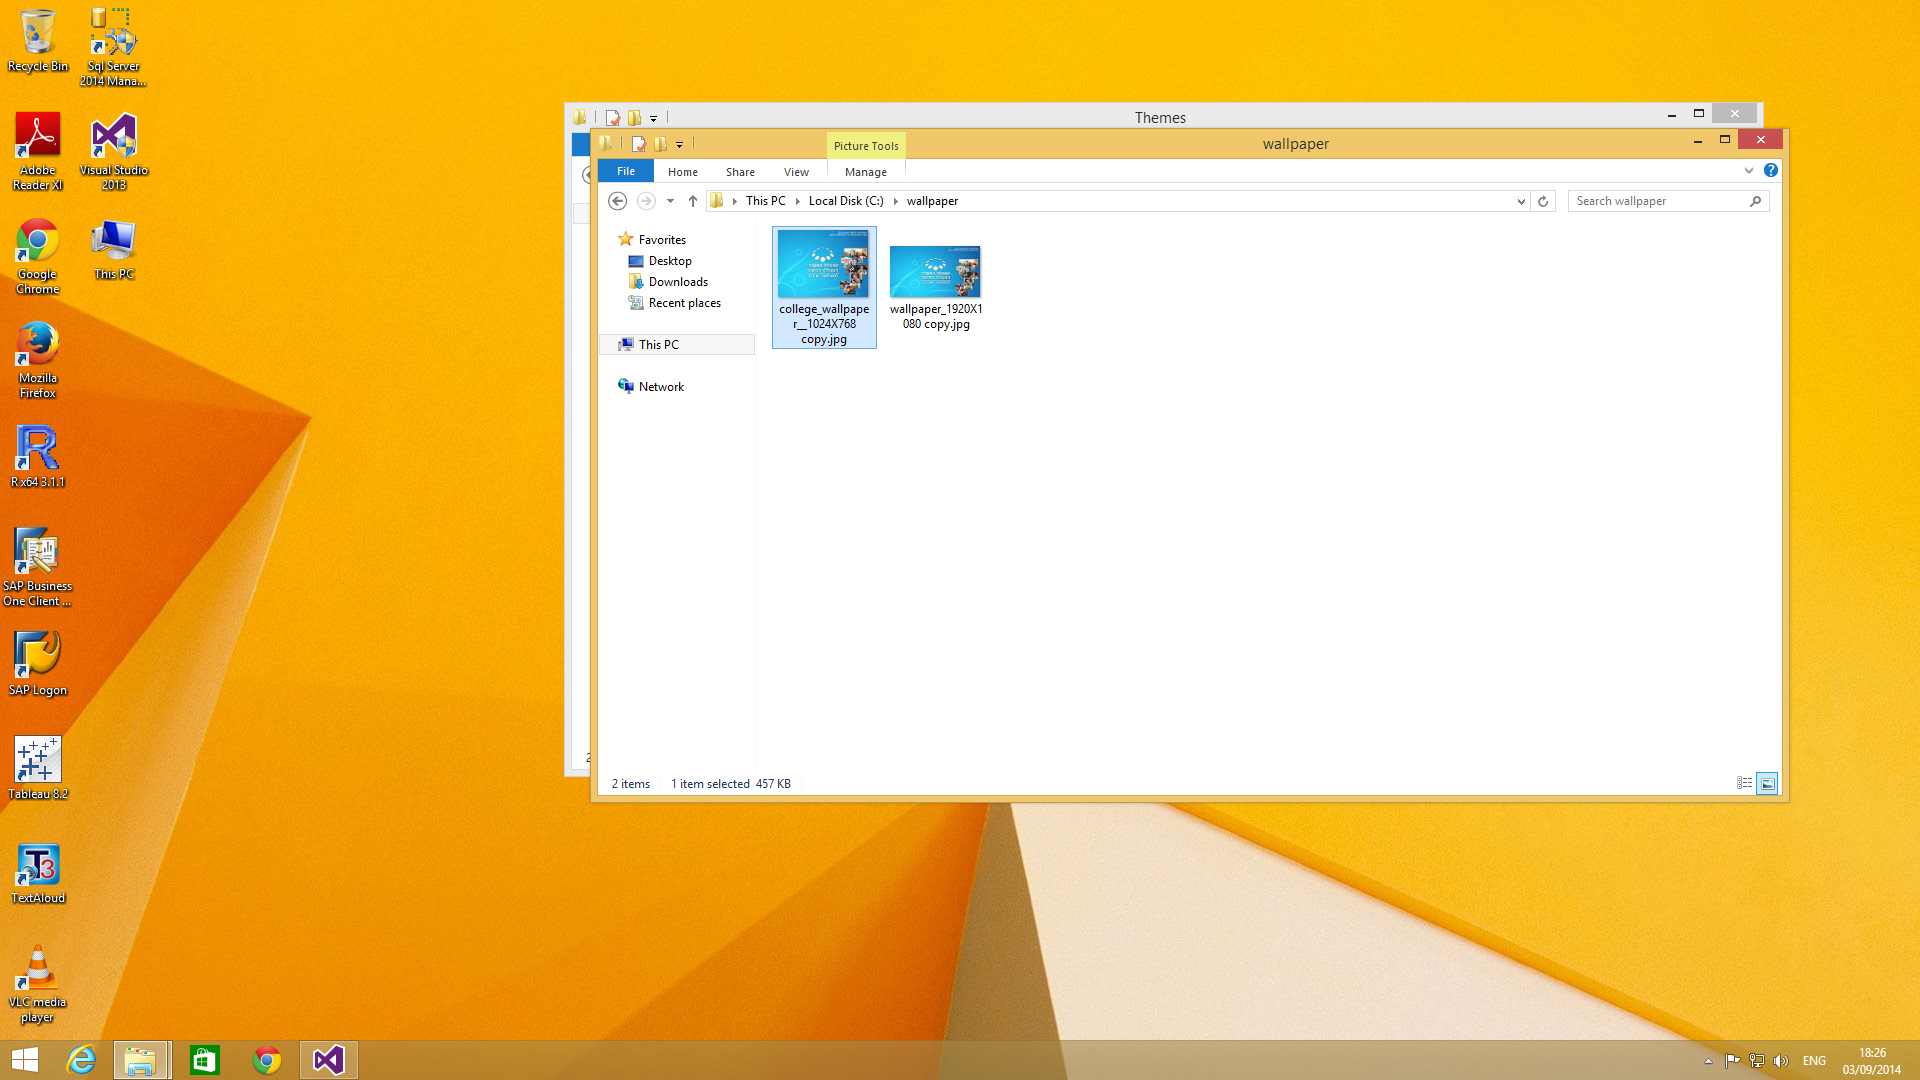 Recycle Bin
Sql Server
2014 Mana...
Adobe
Reader XI
Visual Studio
2013
Google
Chrome
This PC
Mozilla
Firefox
R x64 3.1.1
SAP Business
One Client ...
SAP Logon
Tableau 8.2
TextAloud
VLC media
player
Themes
Picture Tools
wallpaper
File
Home
Share
View
Manage
This PC
Local Disk (C:)
wallpaper
Search wallpaper
Favorites
Desktop
Downloads
Recent places
This PC
Network
college_wallpape
r__1024X768
copy.jpg
wallpaper_1920X1
080 copy.jpg
2 items
1 item selected 457 KB
ENG
18:26
03/09/2014